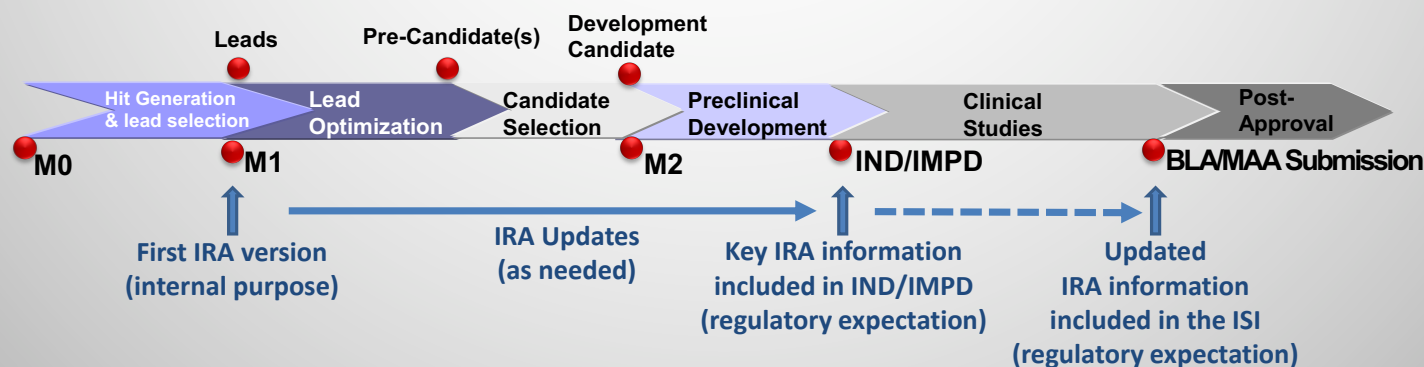 Leads
Pre-Candidate(s)
Development
Candidate
Hit Generation
& lead selection
Lead
Optimization
Candidate
Selection
Preclinical
Development
Clinical
Studies
Post-
Approval
M0
M1
M2
IND/IMPD
BLA/MAA Submission
First IRA version
(internal purpose)
IRA Updates
(as needed)
Key IRA information
included in IND/IMPD
(regulatory expectation)
Updated
IRA information
included in the ISI
(regulatory expectation)